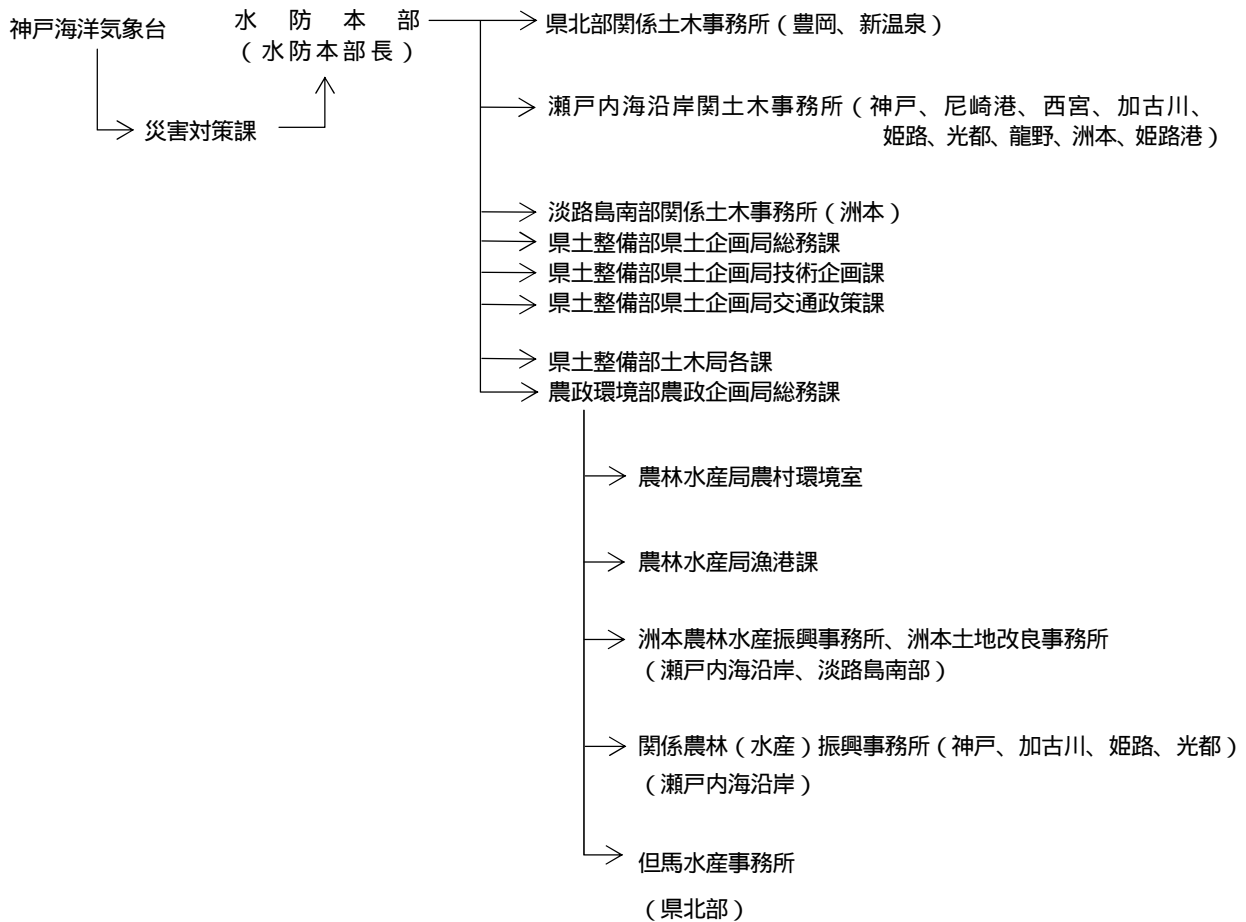 神戸海洋気象台
水防本部
（水防本部長）
災害対策課
県北部関係土木事務所（豊岡、新温泉）
瀬戸内海沿岸関土木事務所（神戸、尼崎港、西宮、加古川、
姫路、光都、龍野、洲本、姫路港）
淡路島南部関係土木事務所（洲本）
県土整備部県土企画局総務課
県土整備部県土企画局技術企画課
県土整備部県土企画局交通政策課
県土整備部土木局各課
農政環境部農政企画局総務課
農林水産局農村環境室
農林水産局漁港課
洲本農林水産振興事務所、洲本土地改良事務所
（瀬戸内海沿岸、淡路島南部）
関係農林（水産）振興事務所（神戸、加古川、姫路、光都）
（瀬戸内海沿岸）
但馬水産事務所
（県北部）